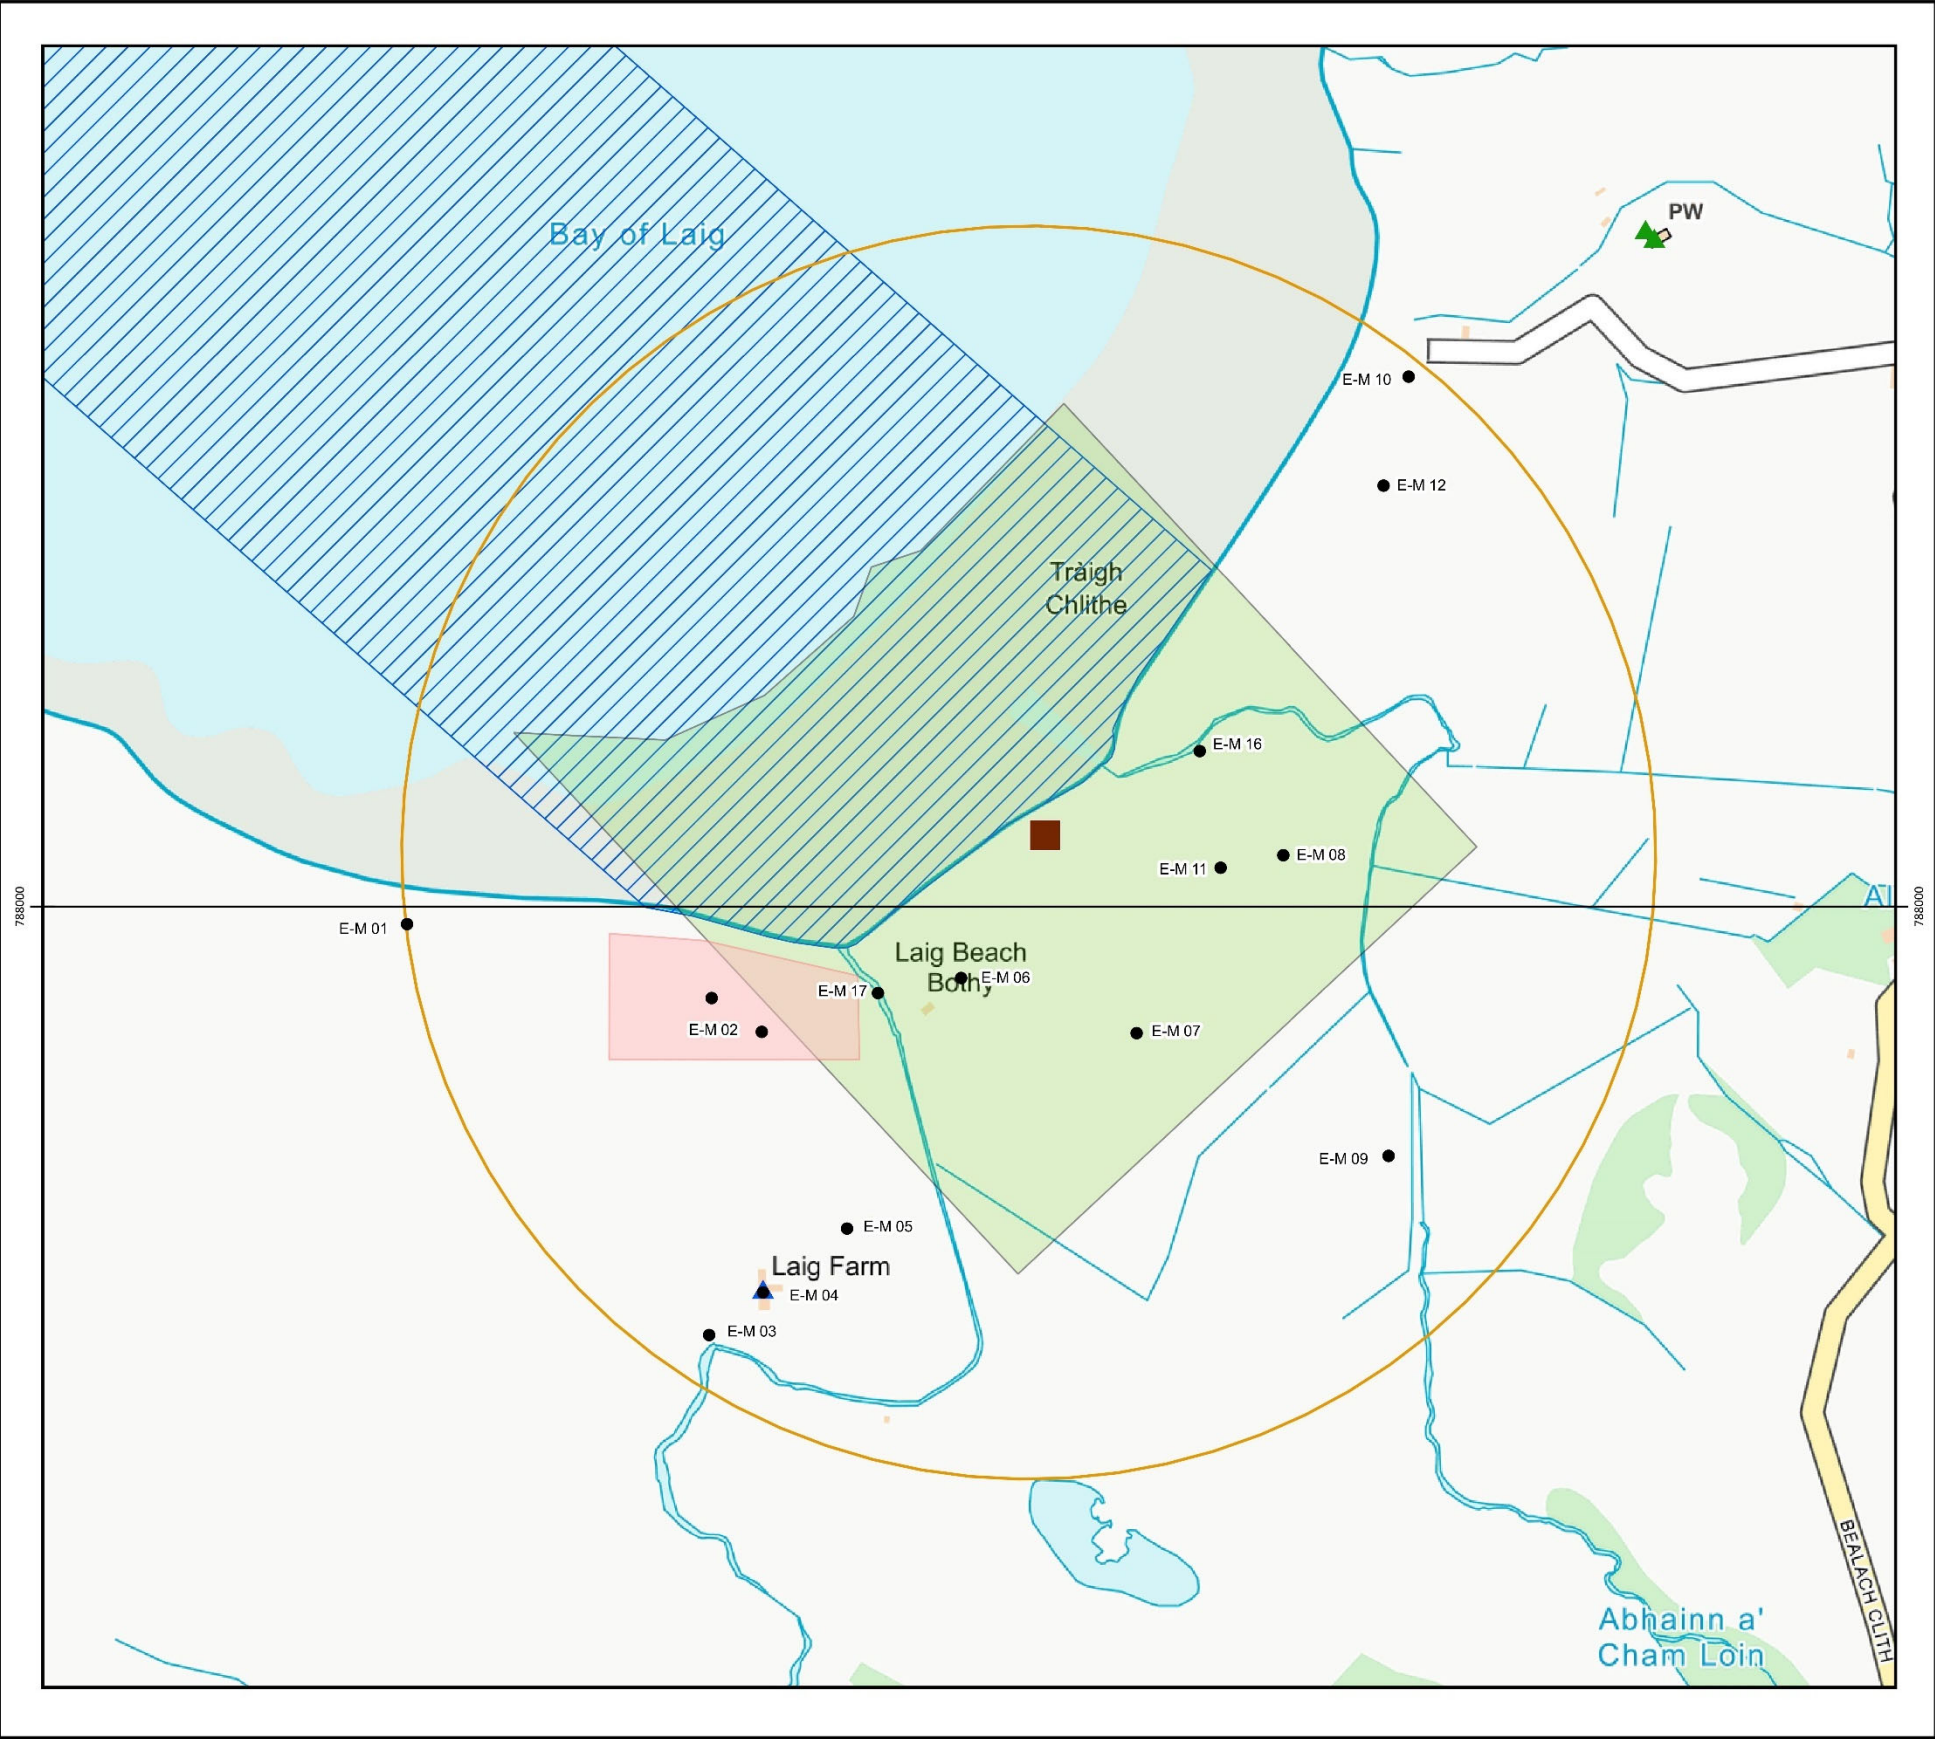 PW
Bay of Laig
E-M 10
E-M 12
Tràigh
Chlithe
E-M 16
E-M 08
E-M 11
788000
788000
Al
E-M 01
Laig Beach
Bothy
E-M 06
E-M 17
E-M 02
E-M 07
E-M 09
E-M 05
Laig Farm
E-M 04
E-M 03
BEALACH CLITH
Abhainn a'
Cham Loin